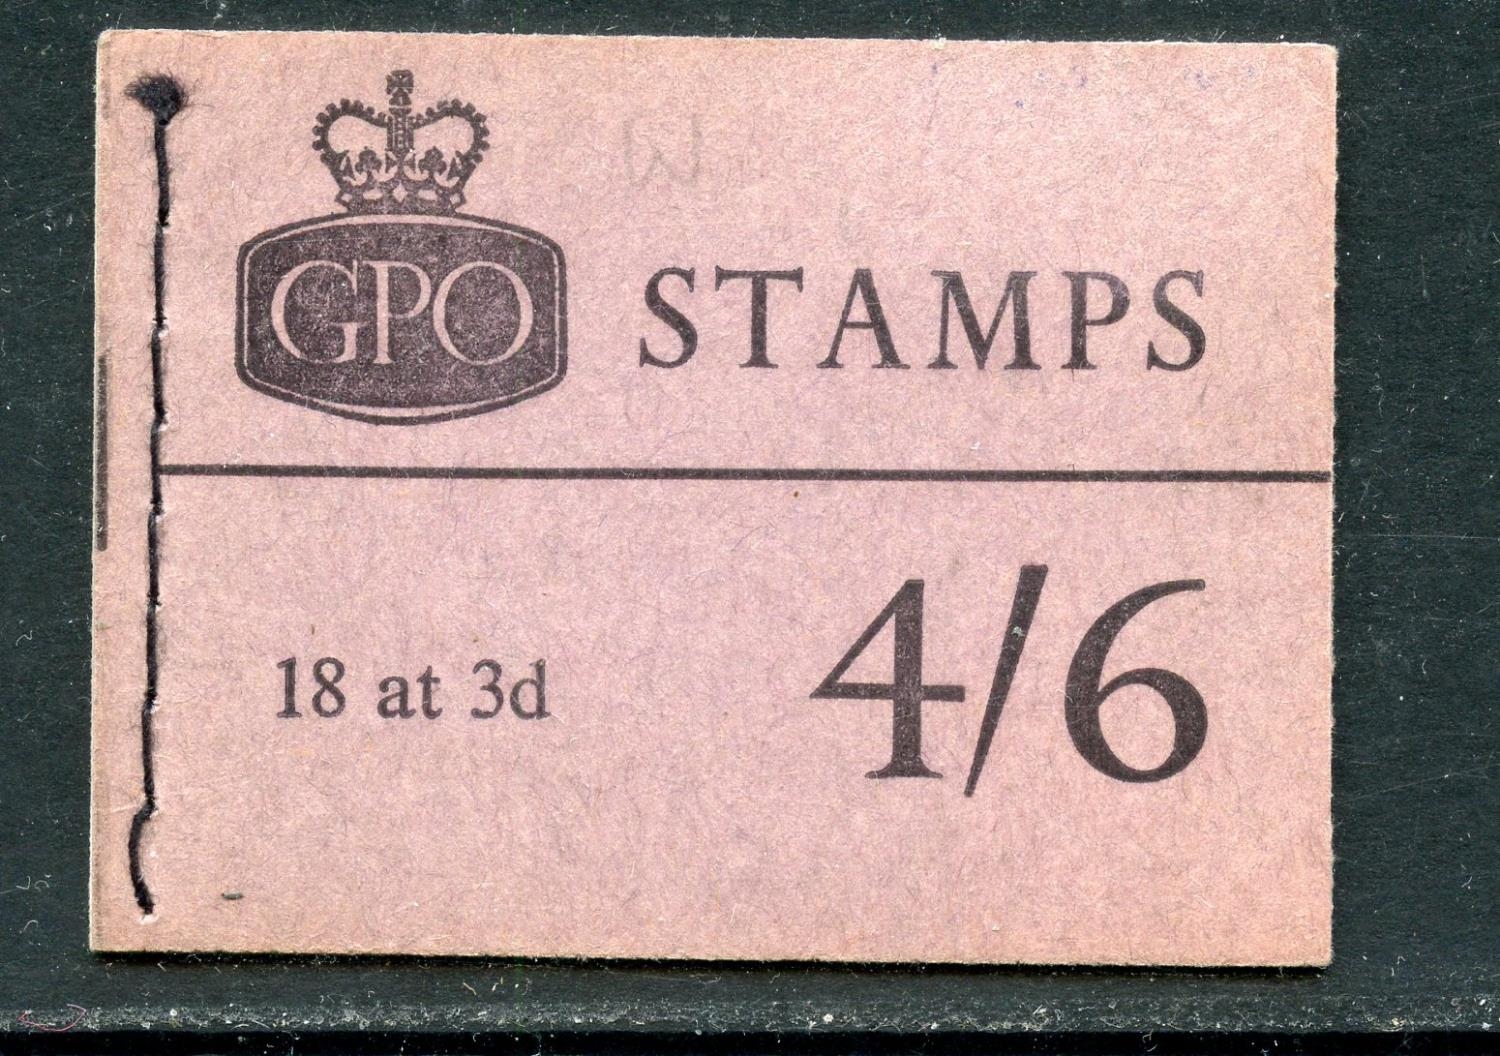 GPO STAMPS
18 at 3d 4/6